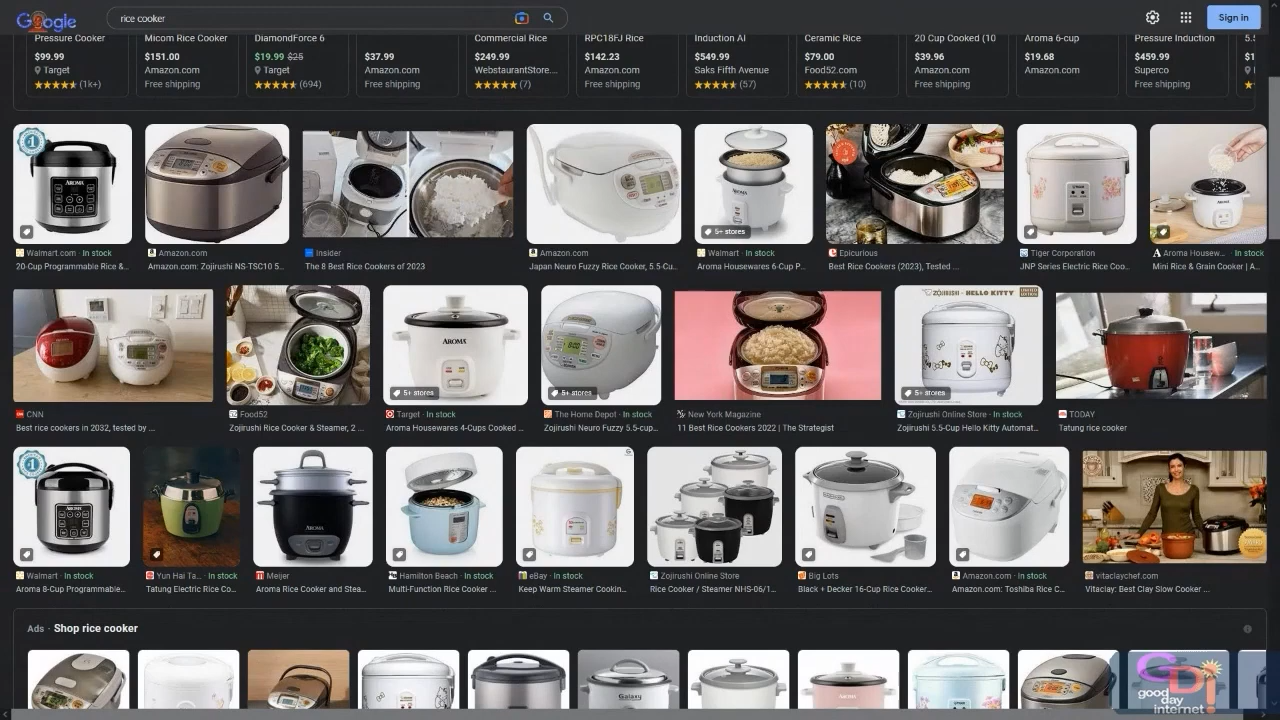 Google
rice cooker
Sign in
Pressure Cooker
Micom Rice Cooker
DiamondForce 6
Commercial Rice
RPC18FJ Rice
Induction AI
Ceramic Rice
20 Cup Cooked (10
Aroma 6-cup
Pressure Induction
5.5
$99.99
$151.00
$19.99 $25
$37.99
$249.99
$142.23
$549.99
$79.00
$39.96
$19.68
$459.99
$1
Target
Amazon.com
Target
Amazon.com
WebstaurantStore...
Amazon.com
Saks Fifth Avenue
Food52.com
Amazon.com
Amazon.com
Superco
(1k+)
Free shipping
(694)
Free shipping
(7)
Free shipping
(57)
(10)
Free shipping
Free shipping
1
AROMA
5+ stores
Walmart.com · In stock
Amazon.com
Insider
Amazon.com
Walmart · In stock
Epicurious
Tiger Corporation
Aroma Housew... · In stock
20-Cup Programmable Rice &...
Amazon.com: Zojirushi NS-TSC10 5...
The 8 Best Rice Cookers of 2023
Japan Neuro Fuzzy Rice Cooker, 5.5-Cu...
Aroma Housewares 6-Cup P...
Best Rice Cookers (2023), Tested ...
JNP Series Electric Rice Coo...
Mini Rice & Grain Cooker | A...
AROMA
5+ stores
5+ stores
ZOJIRUSHI · HELLO KITTY
5+ stores
CNN
Food52
Target · In stock
The Home Depot · In stock
New York Magazine
Zojirushi Online Store · In stock
TODAY
Best rice cookers in 2032, tested by ...
Zojirushi Rice Cooker & Steamer, 2 ...
Aroma Housewares 4-Cups Cooked ...
Zojirushi Neuro Fuzzy 5.5-cup...
11 Best Rice Cookers 2022 | The Strategist
Zojirushi 5.5-Cup Hello Kitty Automat...
Tatung rice cooker
1
AROMA
AROMA
Walmart · In stock
Yun Hai Ta... · In stock
Meijer
Hamilton Beach · In stock
eBay · In stock
Zojirushi Online Store
Big Lots
Amazon.com · In stock
vitaclaychef.com
Aroma 8-Cup Programmable...
Tatung Electric Rice Co...
Aroma Rice Cooker and Stea...
Multi-Function Rice Cooker ...
Keep Warm Steamer Cookin...
Rice Cooker / Steamer NHS-06/1...
Black + Decker 16-Cup Rice Cooker...
Amazon.com: Toshiba Rice C...
Vitaclay: Best Clay Slow Cooker ...
Ads · Shop rice cooker
Galaxy
AROMA
GDI
good
day
internet